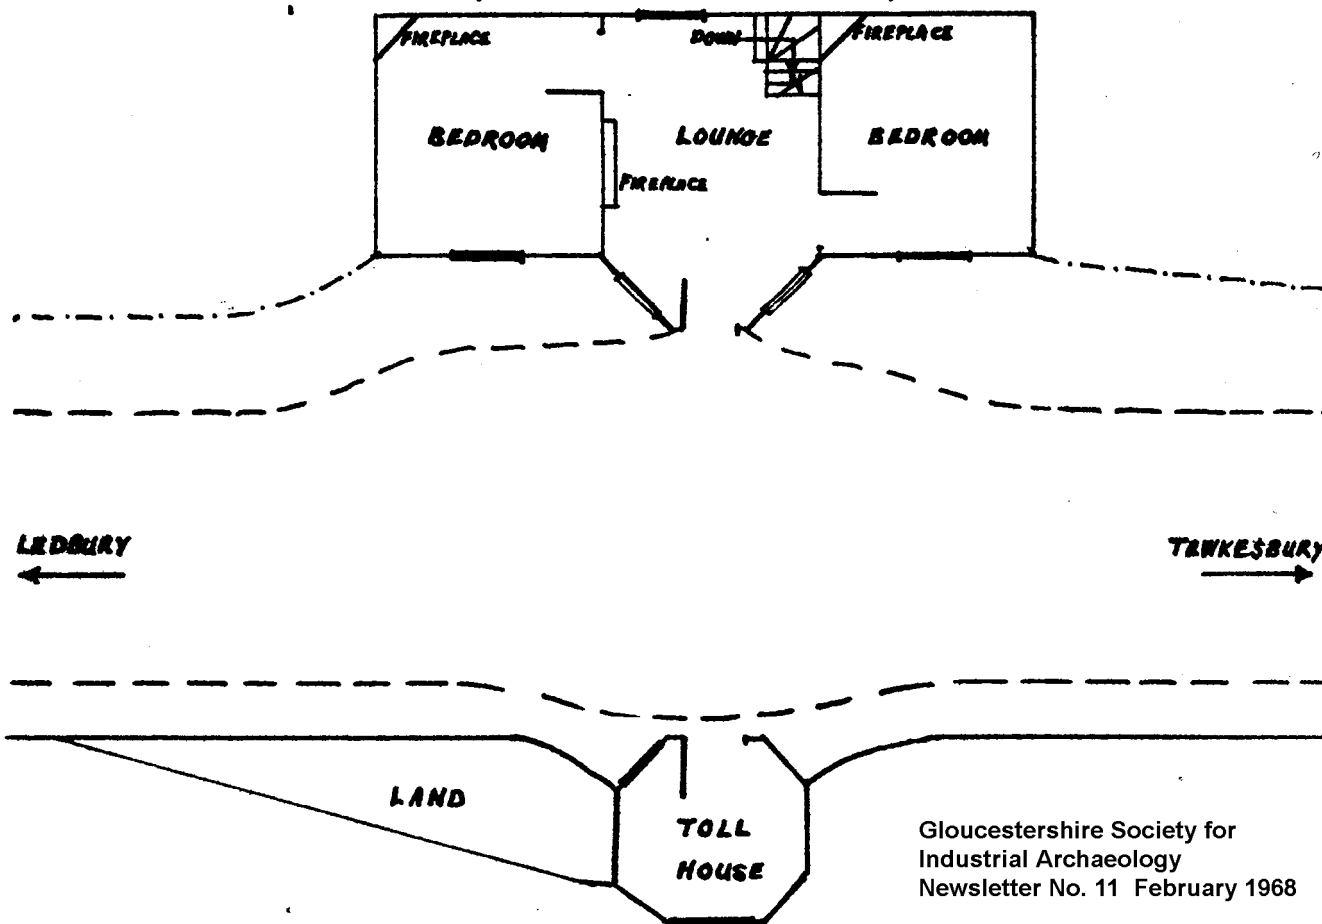 FIREPLACE
DOWN
FIREPLACE
BEDROOM
LOUNGE
BEDROOM
FIREPLACE
LEDBURY
TEWKESBURY
LAND
TOLL
HOUSE
Gloucestershire Society for
Industrial Archaeology
Newsletter No. 11 February 1968